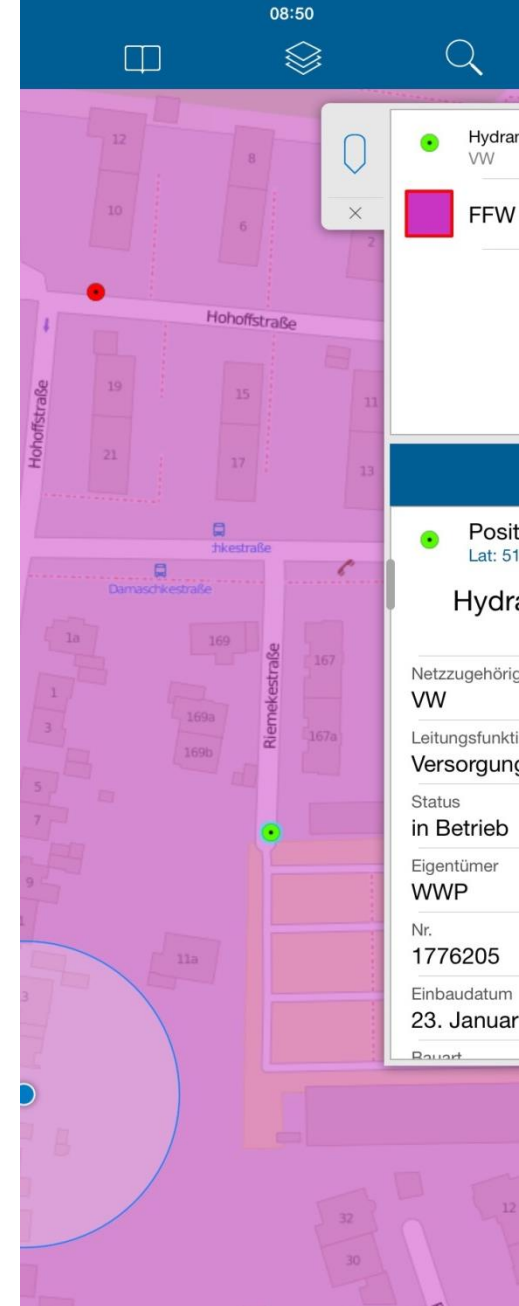 08:50
12
8
10
6
2
Hohoffstraße
Hohoffstraße
19
15
11
21
17
13
hkestraße
Damaschkestraße
1a
169
167
1
169a
3
169b
167a
Riemekestraße
5
7
9
1
11a
3
32
30
12
Hydran
VW
FFW
Posit
Lat: 51
Hydra
Netzzugehörig
VW
Leitungsfunkti
Versorgung
Status
in Betrieb
Eigentümer
WWP
Nr.
1776205
Einbaudatum
23. Januar
Bauart